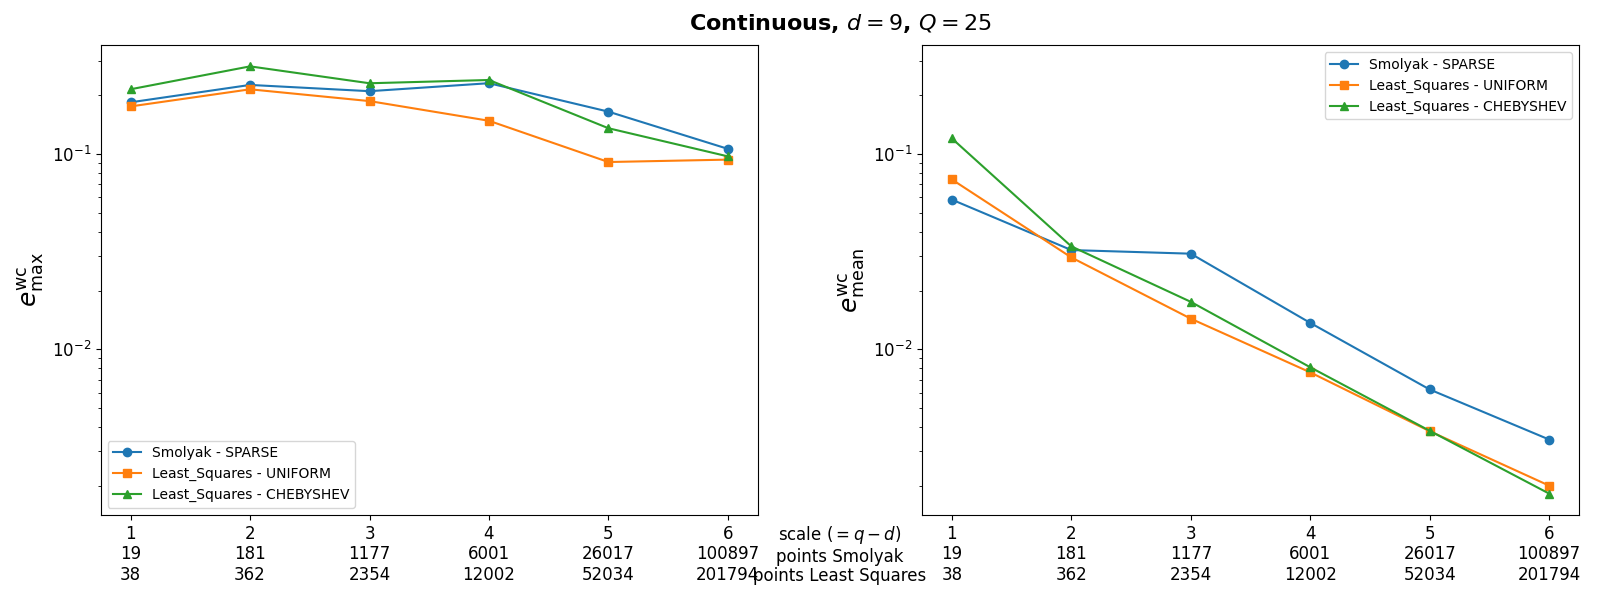 Continuous, d = 9, Q = 25
e^wc_max
10^−1
10^−2
Smolyak - SPARSE
Least_Squares - UNIFORM
Least_Squares - CHEBYSHEV
1 2 3 4 5 6
19 181 1177 6001 26017 100897
38 362 2354 12002 52034 201794
scale (= q − d)
points Smolyak
points Least Squares
e^wc_mean
10^−1
10^−2
Smolyak - SPARSE
Least_Squares - UNIFORM
Least_Squares - CHEBYSHEV
1 2 3 4 5 6
19 181 1177 6001 26017 100897
38 362 2354 12002 52034 201794